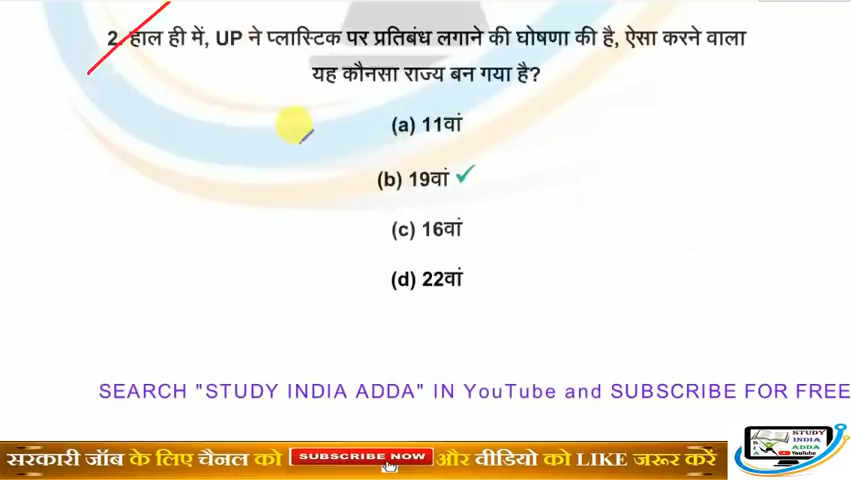 2. हाल ही में, UP ने प्लास्टिक पर प्रतिबंध लगाने की घोषणा की है, ऐसा करने वाला
यह कौनसा राज्य बन गया है?
(a) 11वां
(b) 19वां ✓
(c) 16वां
(d) 22वां
SEARCH "STUDY INDIA ADDA" IN YouTube and SUBSCRIBE FOR FREE
सरकारी जॉब के लिए चैनल को SUBSCRIBE NOW और वीडियो को LIKE जरूर करें
STUDY
INDIA
ADDA
YouTube